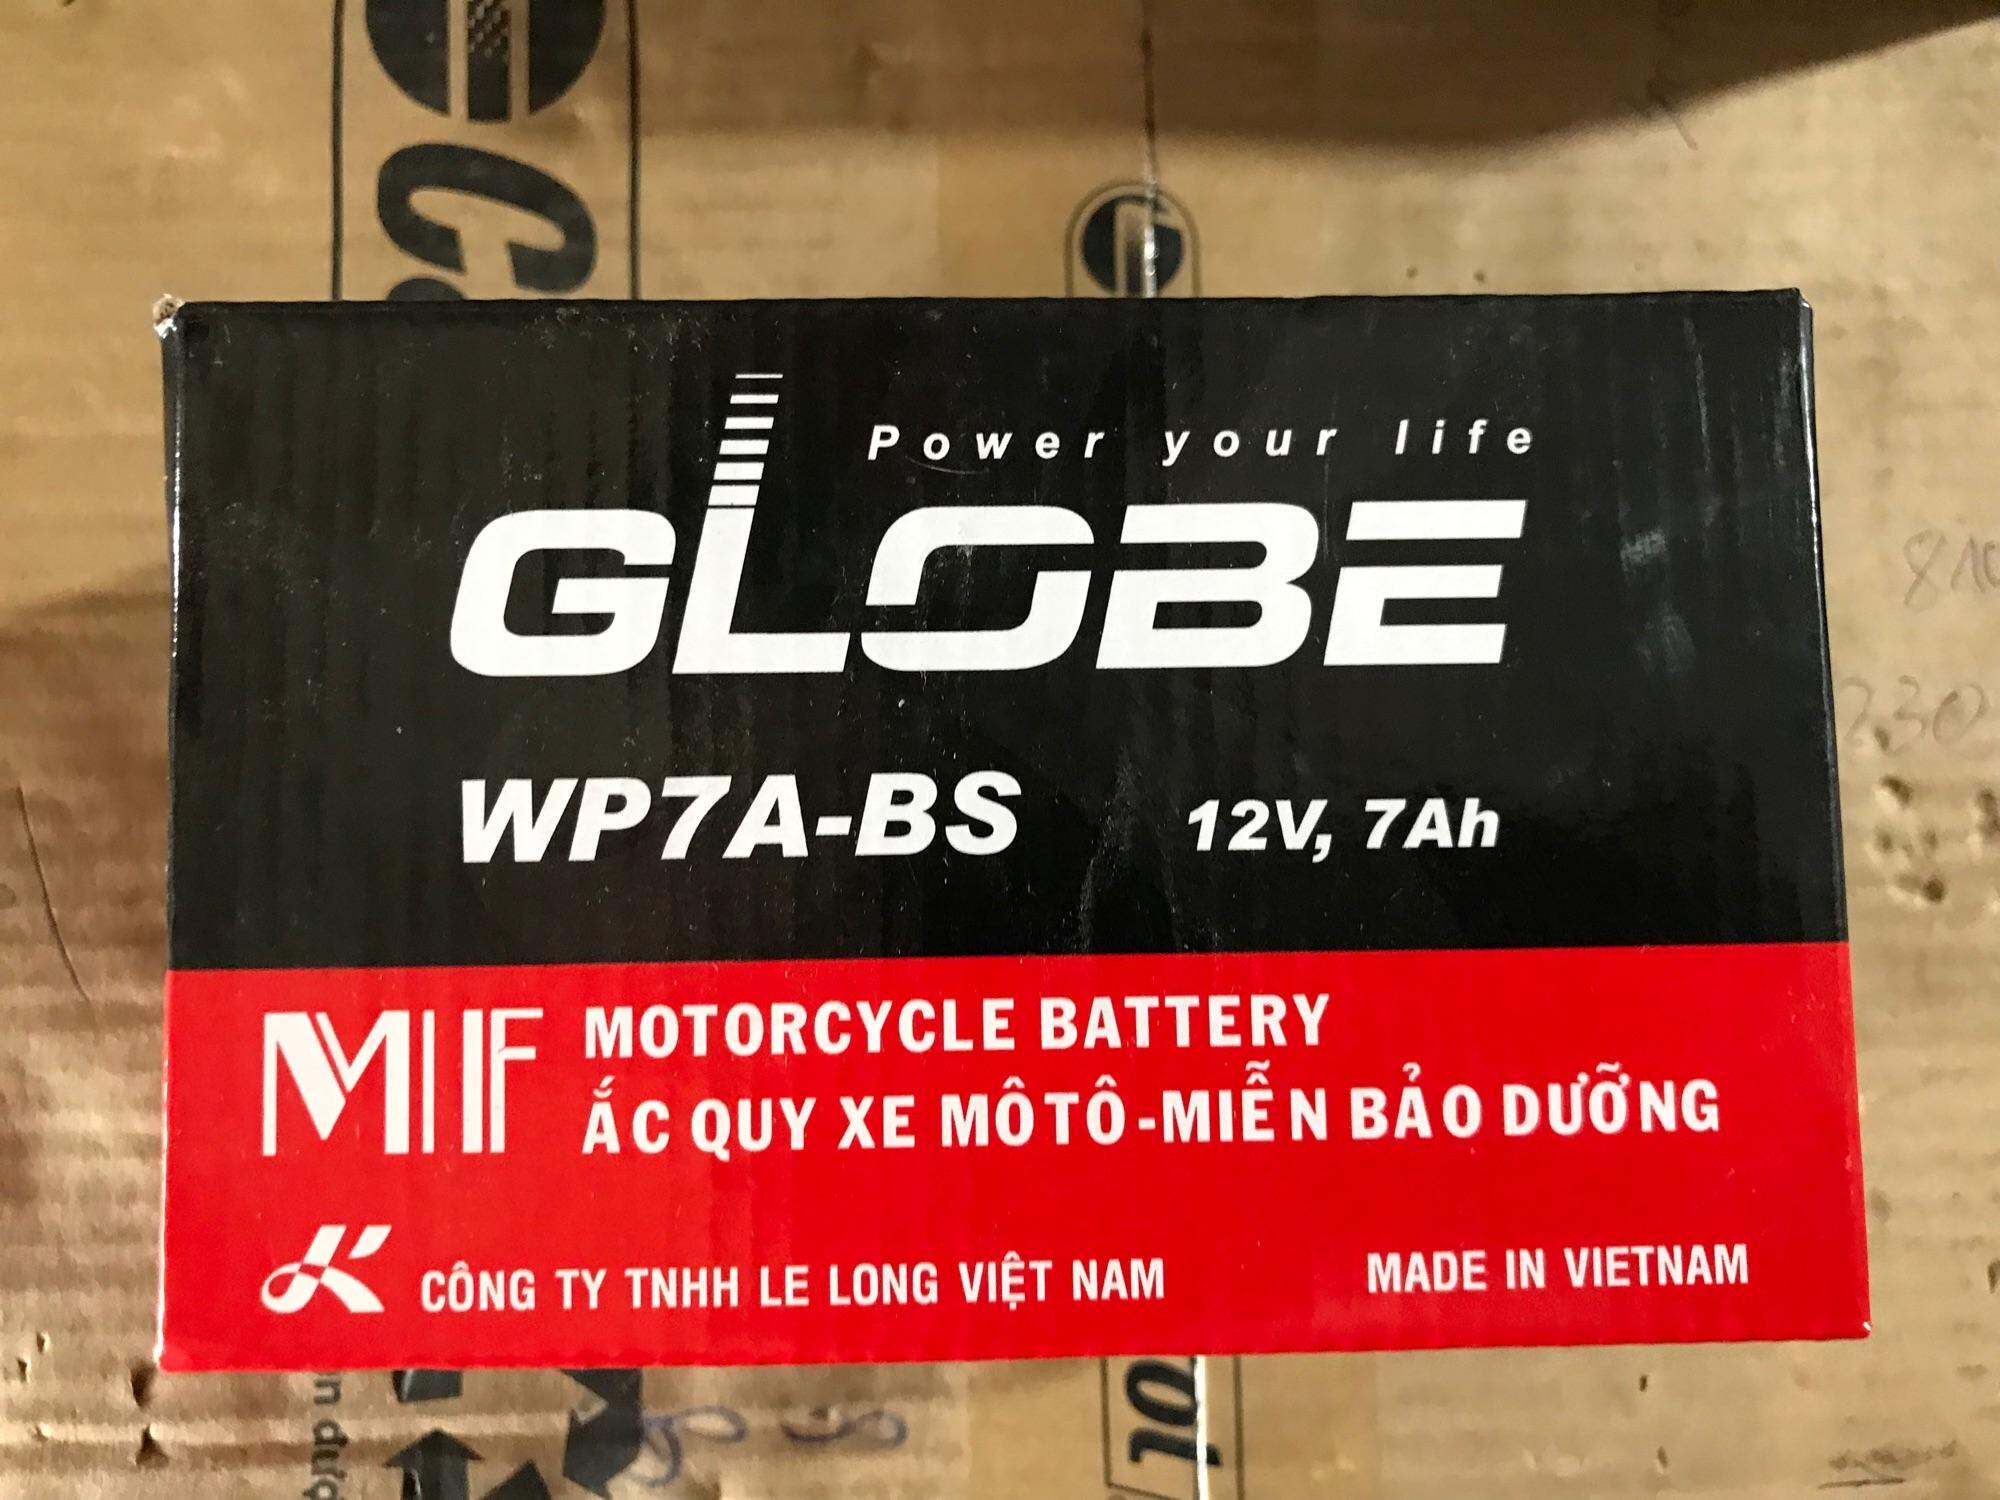 Power your life
GLOBE
WP7A-BS 12V, 7Ah
MF MOTORCYCLE BATTERY
ẮC QUY XE MÔTÔ-MIỄN BẢO DƯỠNG
CÔNG TY TNHH LE LONG VIỆT NAM MADE IN VIETNAM